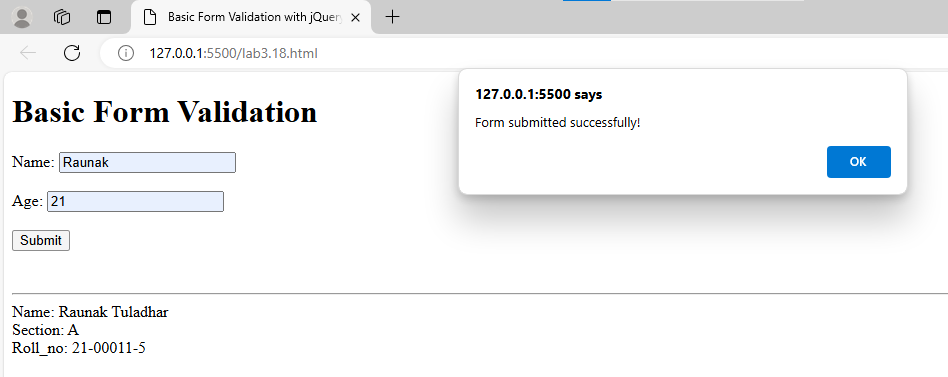 Basic Form Validation with jQuery
127.0.0.1:5500/lab3.18.html
127.0.0.1:5500 says
Form submitted successfully!
OK
Basic Form Validation
Name: Raunak
Age: 21
Submit
Name: Raunak Tuladhar
Section: A
Roll_no: 21-00011-5